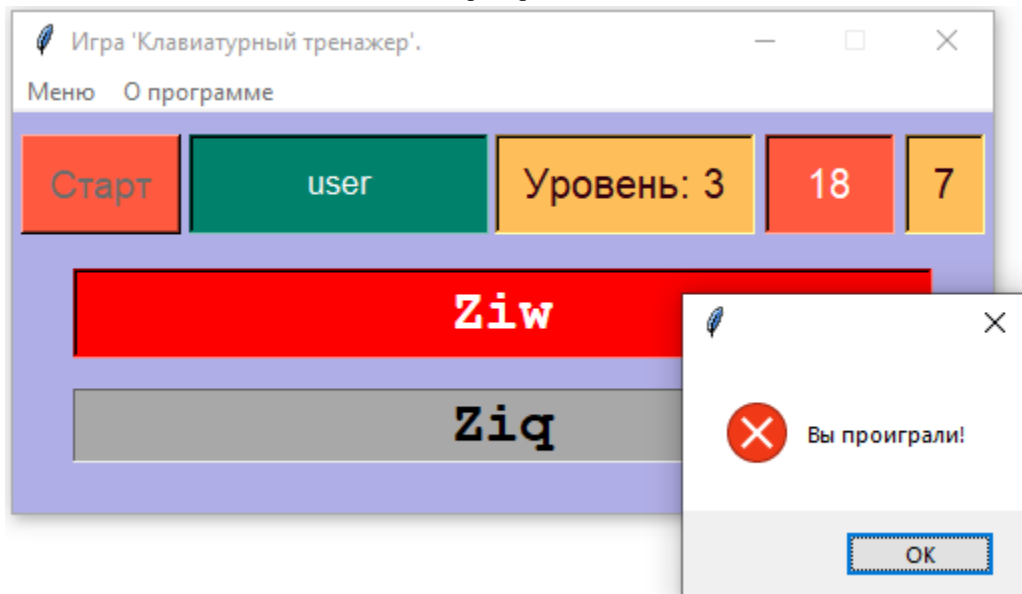 Игра 'Клавиатурный тренажер'.
Меню О программе
Старт user Уровень: 3 18 7
Ziw
Ziq
Вы проиграли!
OK